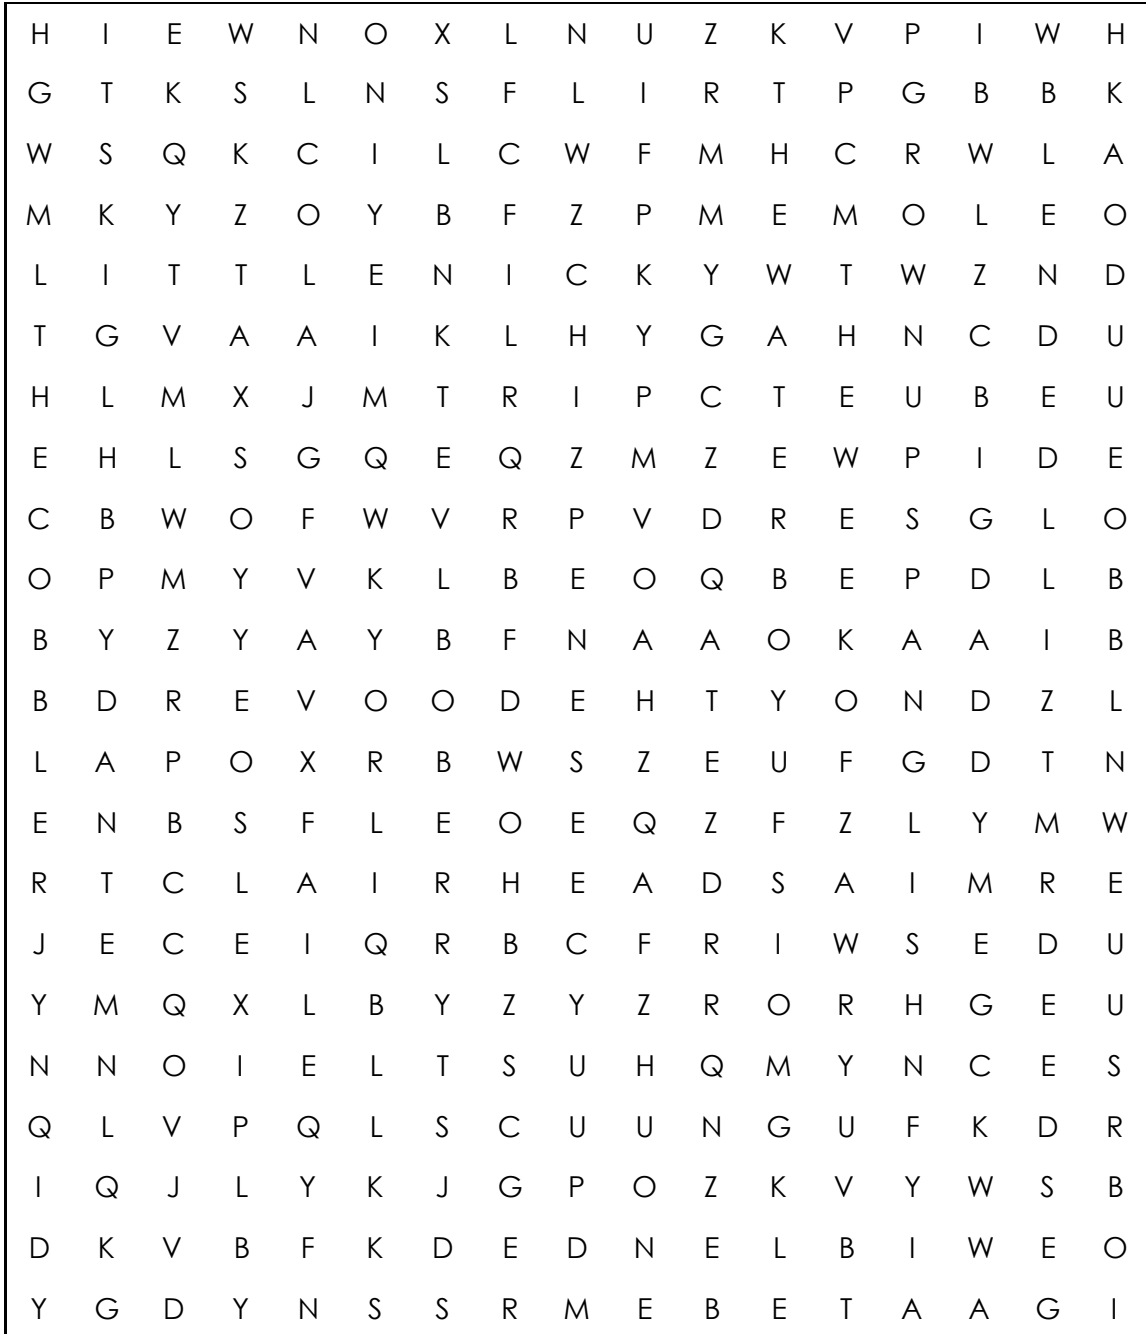 H I E W N O X L N U Z K V P I W H
G T K S L N S F L I R T P G B B K
W S Q K C I L C W F M H C R W L A
M K Y Z O Y B F Z P M E M O L E O
L I T T L E N I C K Y W T W Z N D
T G V A A I K L H Y G A H N C D U
H L M X J M T R I P C T E U B E U
E H L S G Q E Q Z M Z E W P I D E
C B W O F W V R P V D R E S G L O
O P M Y V K L B E O Q B E P D L B
B Y Z Y A Y B F N A A O K A A I B
B D R E V O O D E H T Y O N D Z L
L A P O X R B W S Z E U F G D T N
E N B S F L E O E Q Z F Z L Y M W
R T C L A I R H E A D S A I M R E
J E C E I Q R B C F R I W S E D U
Y M Q X L B Y Z Y Z R O R H G E U
N N O I E L T S U H Q M Y N C E S
Q L V P Q L S C U U N G U F K D R
I Q J L Y K J G P O Z K V Y W S B
D K V B F K D E D N E L B I W E O
Y G D Y N S S R M E B E T A A G I